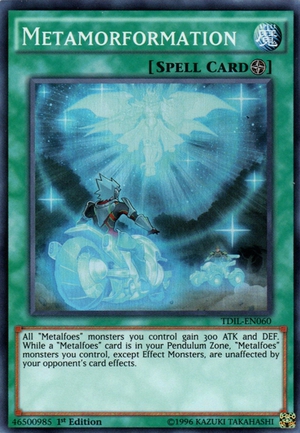 METAMORFORMATION
魔
[SPELL CARD]
TDIL-EN060
All "Metalfoes" monsters you control gain 300 ATK and DEF.
While a "Metalfoes" card is in your Pendulum Zone, "Metalfoes"
monsters you control, except Effect Monsters, are unaffected by
your opponent's card effects.
46500985 1st Edition ©1996 KAZUKI TAKAHASHI